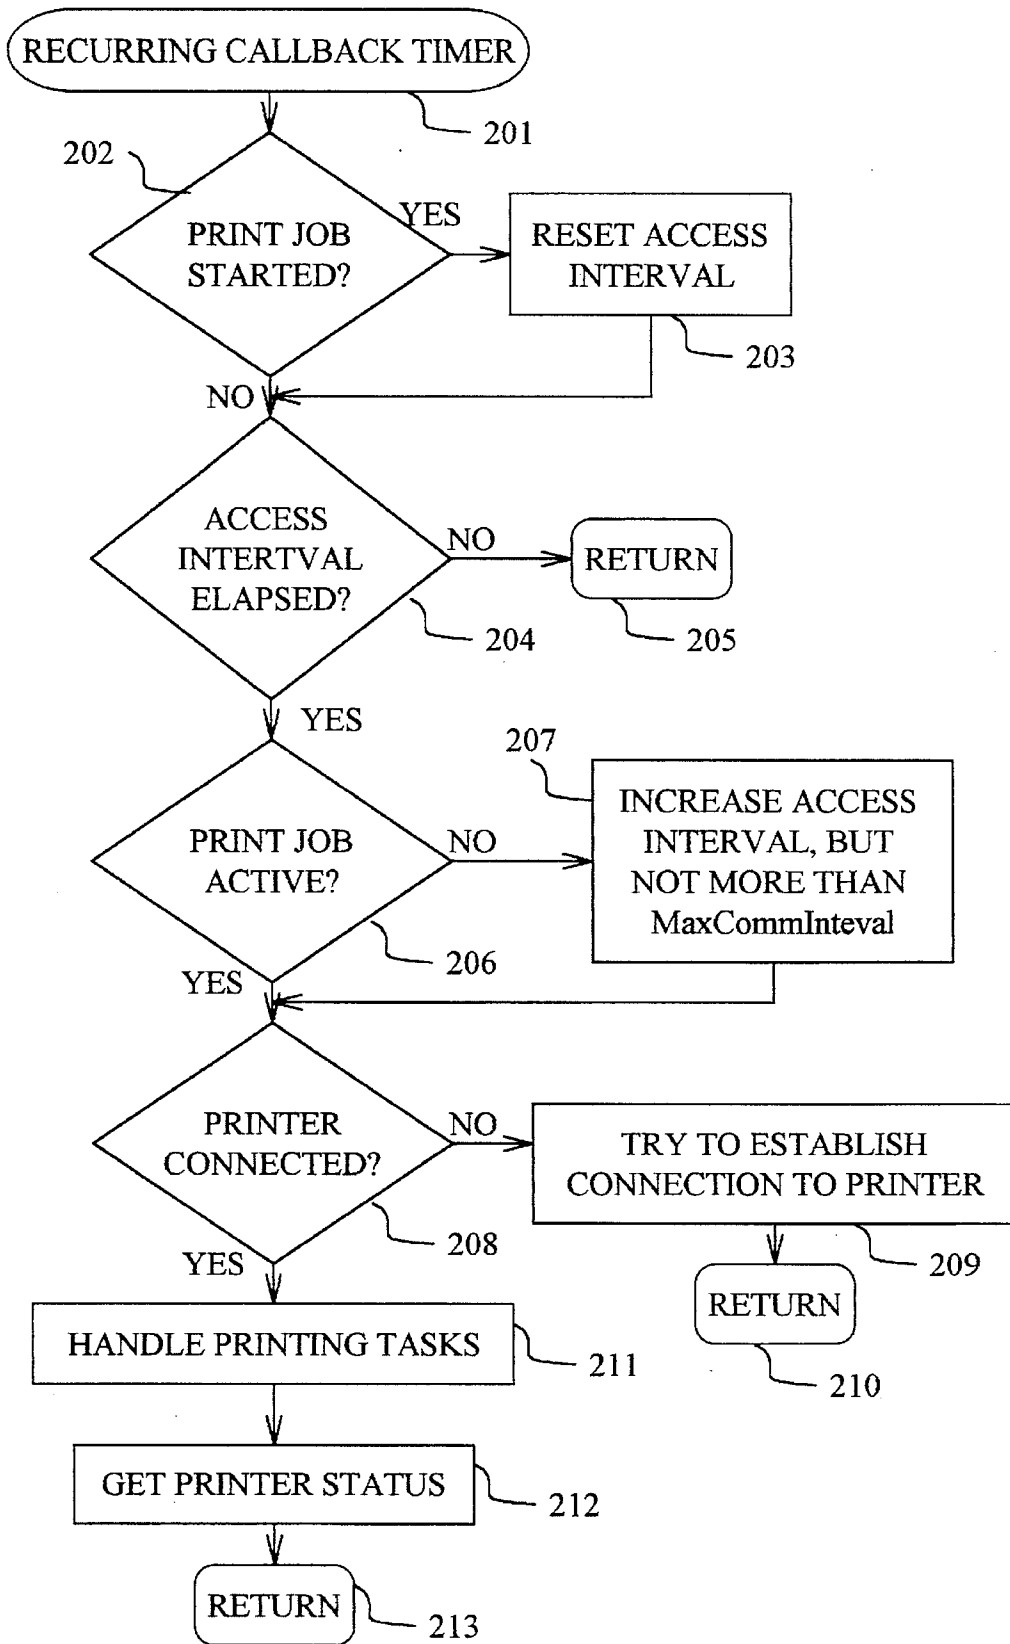 RECURRING CALLBACK TIMER
201
202
PRINT JOB
STARTED?
YES
RESET ACCESS
INTERVAL
203
NO
ACCESS
INTERTVAL
ELAPSED?
NO
RETURN
204
205
YES
207
PRINT JOB
ACTIVE?
NO
INCREASE ACCESS
INTERVAL, BUT
NOT MORE THAN
MaxCommInteval
206
YES
PRINTER
CONNECTED?
NO
TRY TO ESTABLISH
CONNECTION TO PRINTER
208
209
YES
RETURN
210
HANDLE PRINTING TASKS
211
GET PRINTER STATUS
212
RETURN
213